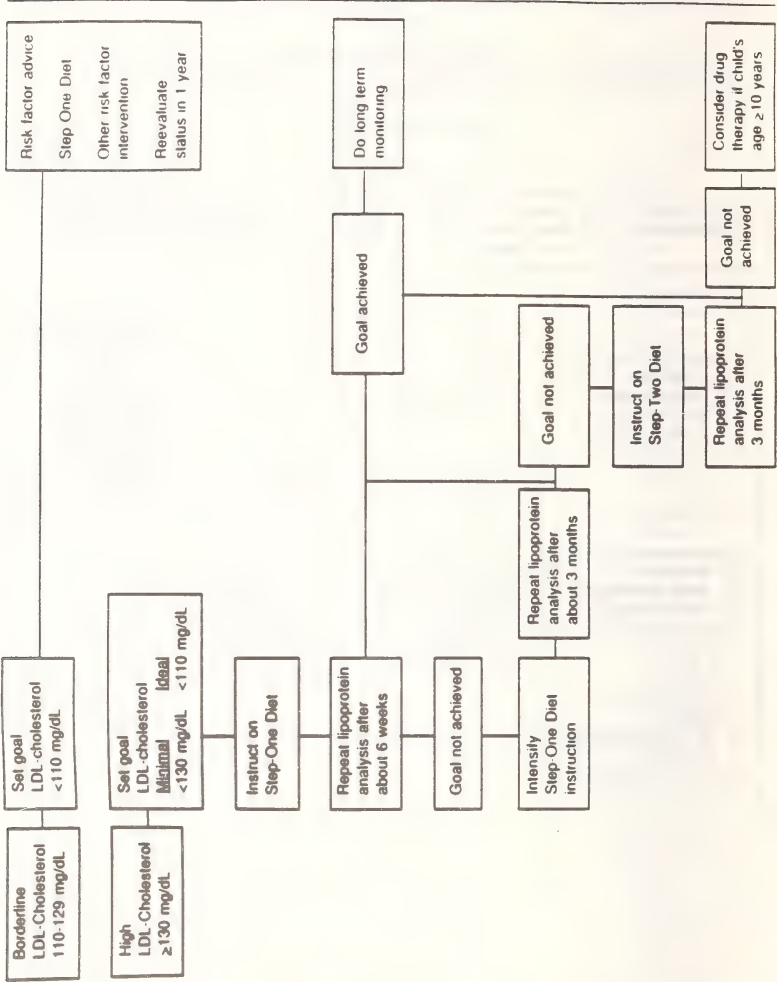 Borderline
LDL-Cholesterol
110-129 mg/dL
Set goal
LDL-cholesterol
<110 mg/dL
Risk factor advice
Step One Diet
Other risk factor
intervention
Reevaluate
status in 1 year
High
LDL-Cholesterol
≥130 mg/dL
Set goal
LDL-cholesterol
Minimal Ideal
<130 mg/dL <110 mg/dL
Instruct on
Step-One Diet
Repeat lipoprotein
analysis after
about 6 weeks
Goal achieved
Do long term
monitoring
Goal not achieved
Intensify
Step-One Diet
instruction
Repeat lipoprotein
analysis after
about 3 months
Goal not achieved
Instruct on
Step-Two Diet
Repeat lipoprotein
analysis after
3 months
Goal not
achieved
Consider drug
therapy if child's
age ≥ 10 years